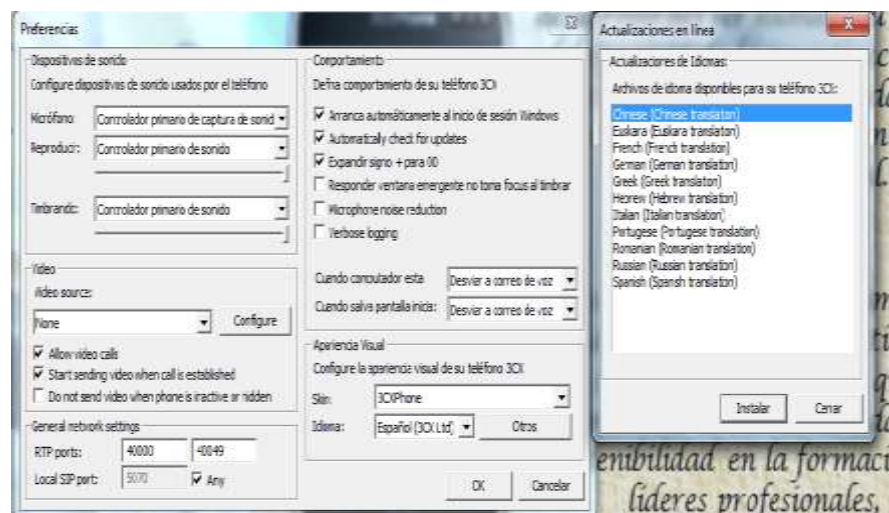 Preferencias
Dispositivos de sonido
Configure dispositivos de sonido usados por el teléfono
Micrófono: Controlador primario de captura de sonid
Reproducir: Controlador primario de sonido
Timbrando: Controlador primario de sonido
Video
Video source:
None Configure
Allow video calls
Start sending video when call is established
Do not send video when phone is inactive or hidden
General network settings
RTP ports: 40000 40049
Local SIP port: 5070 Any
Comportamiento
Defina comportamiento de su teléfono 3CX
Arranca automáticamente al inicio de sesión Windows
Automatically check for updates
Expandir signo + para 00
Responder ventana emergente no toma focus al timbrar
Microphone noise reduction
Verbose logging
Cuando computador esta Desviar a correo de voz
Cuando salva pantalla inicia: Desviar a correo de voz
Apariencia Visual
Configure la apariencia visual de su teléfono 3CX
Skin: 3CXPhone
Idioma: Español (3CX Ltd) Otros
OK Cancelar
Actualizaciones en línea
Actualizaciones de Idiomas:
Archivos de idioma disponibles para su teléfono 3CX:
Chinese (Chinese translation)
Euskara (Euskara translation)
French (French translation)
German (German translation)
Greek (Greek translation)
Hebrew (Hebrew translation)
Italian (Italian translation)
Portugese (Portugese translation)
Romanian (Romanian translation)
Russian (Russian translation)
Spanish (Spanish translation)
Instalar Cerrar
enibilidad en la formaci
líderes profesionales,